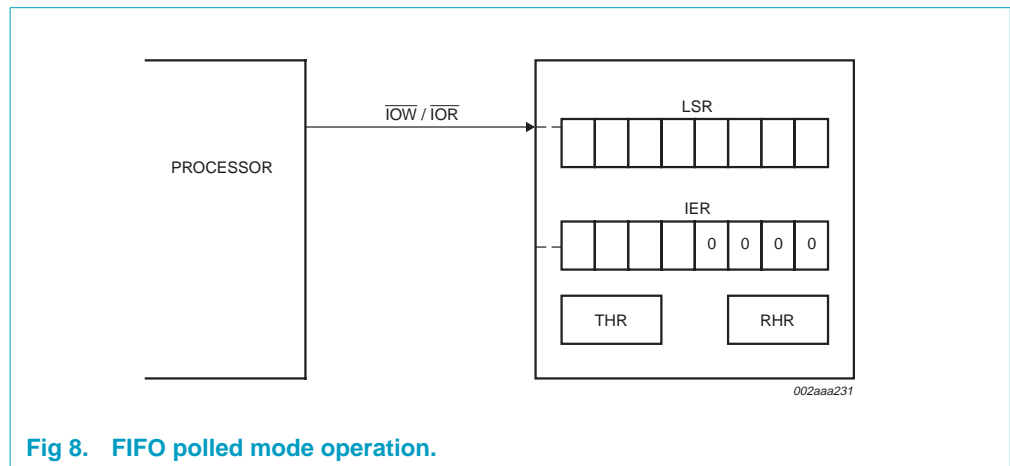 LSR
IOW / IOR
PROCESSOR
IER
0 0 0 0
THR
RHR
002aaa231
Fig 8. FIFO polled mode operation.